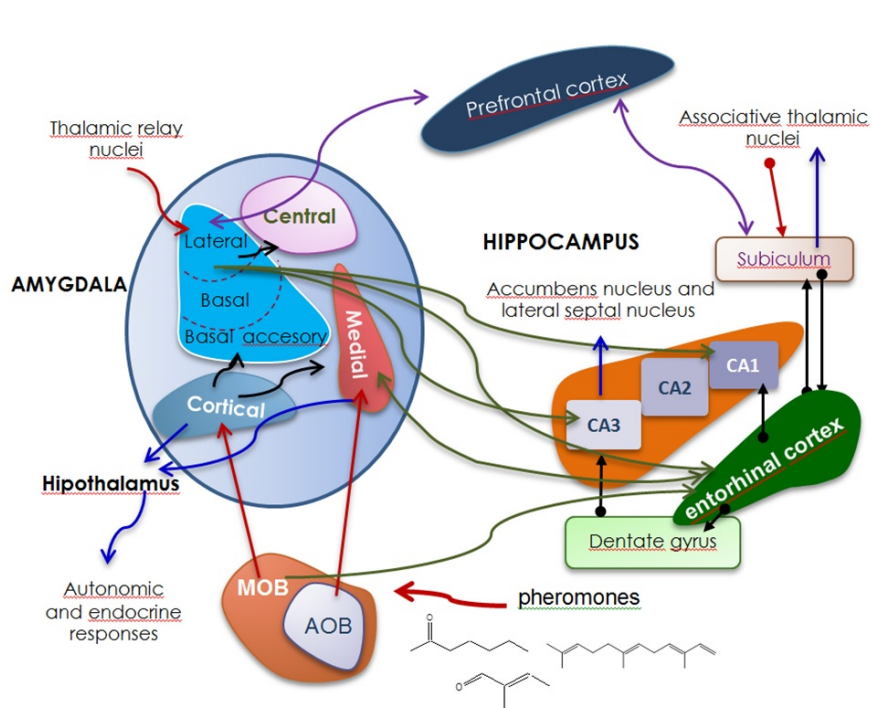 Prefrontal cortex
Associative thalamic
nuclei
Thalamic relay
nuclei
Central
Lateral
HIPPOCAMPUS
Subiculum
AMYGDALA
Basal
Accumbens nucleus and
lateral septal nucleus
Basal accesory
Medial
CA1
CA2
Cortical
CA3
entorhinal cortex
Hipothalamus
Dentate gyrus
Autonomic
and endocrine
responses
MOB
pheromones
AOB
O
O